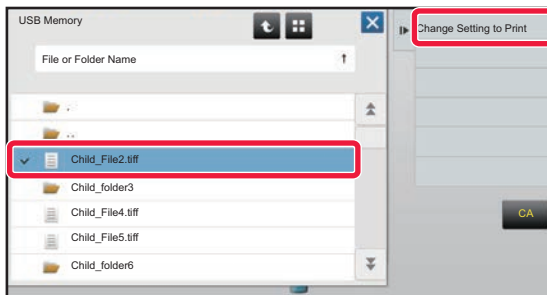 USB Memory
Change Setting to Print
File or Folder Name
.
..
Child_File2.tiff
Child_folder3
Child_File4.tiff
Child_File5.tiff
Child_folder6
CA